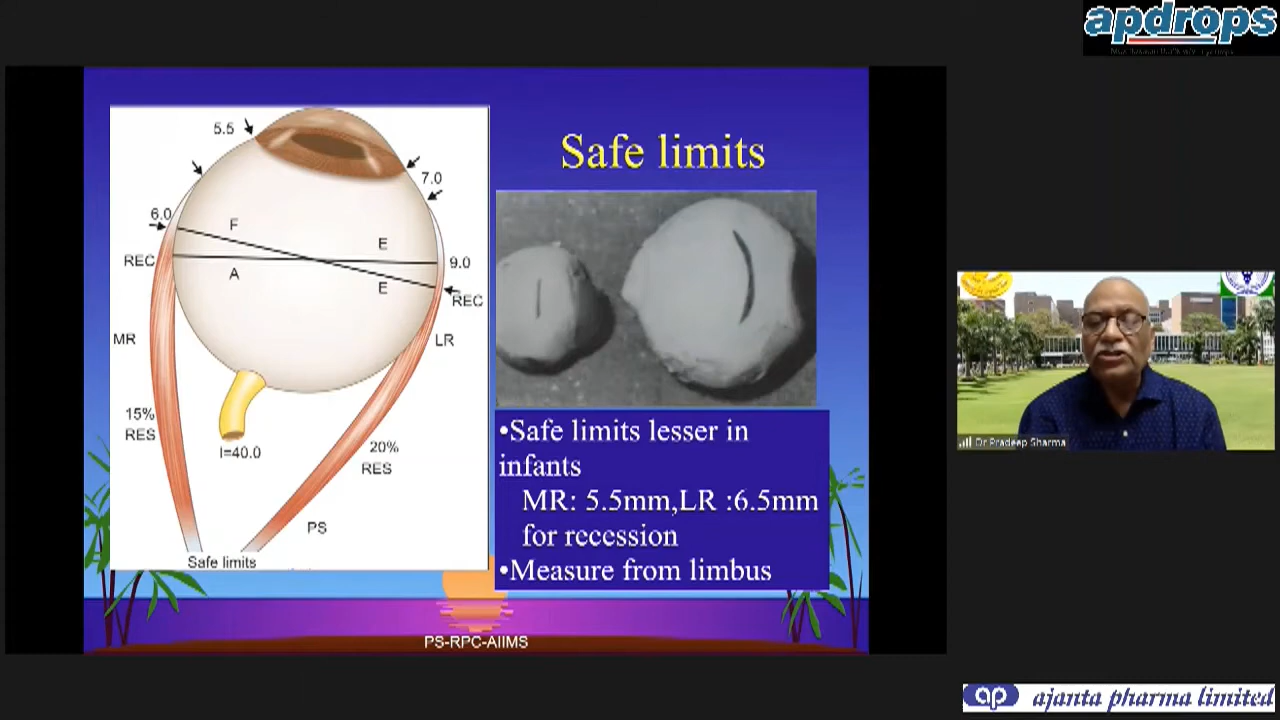 apdrops
Safe limits
5.5
7.0
6.0
F
E
REC
9.0
A
E
REC
MR
LR
15%
RES
20%
RES
l=40.0
PS
Safe limits
•Safe limits lesser in
infants
MR: 5.5mm,LR :6.5mm
for recession
•Measure from limbus
PS-RPC-AIIMS
Dr Pradeep Sharma
ap ajanta pharma limited